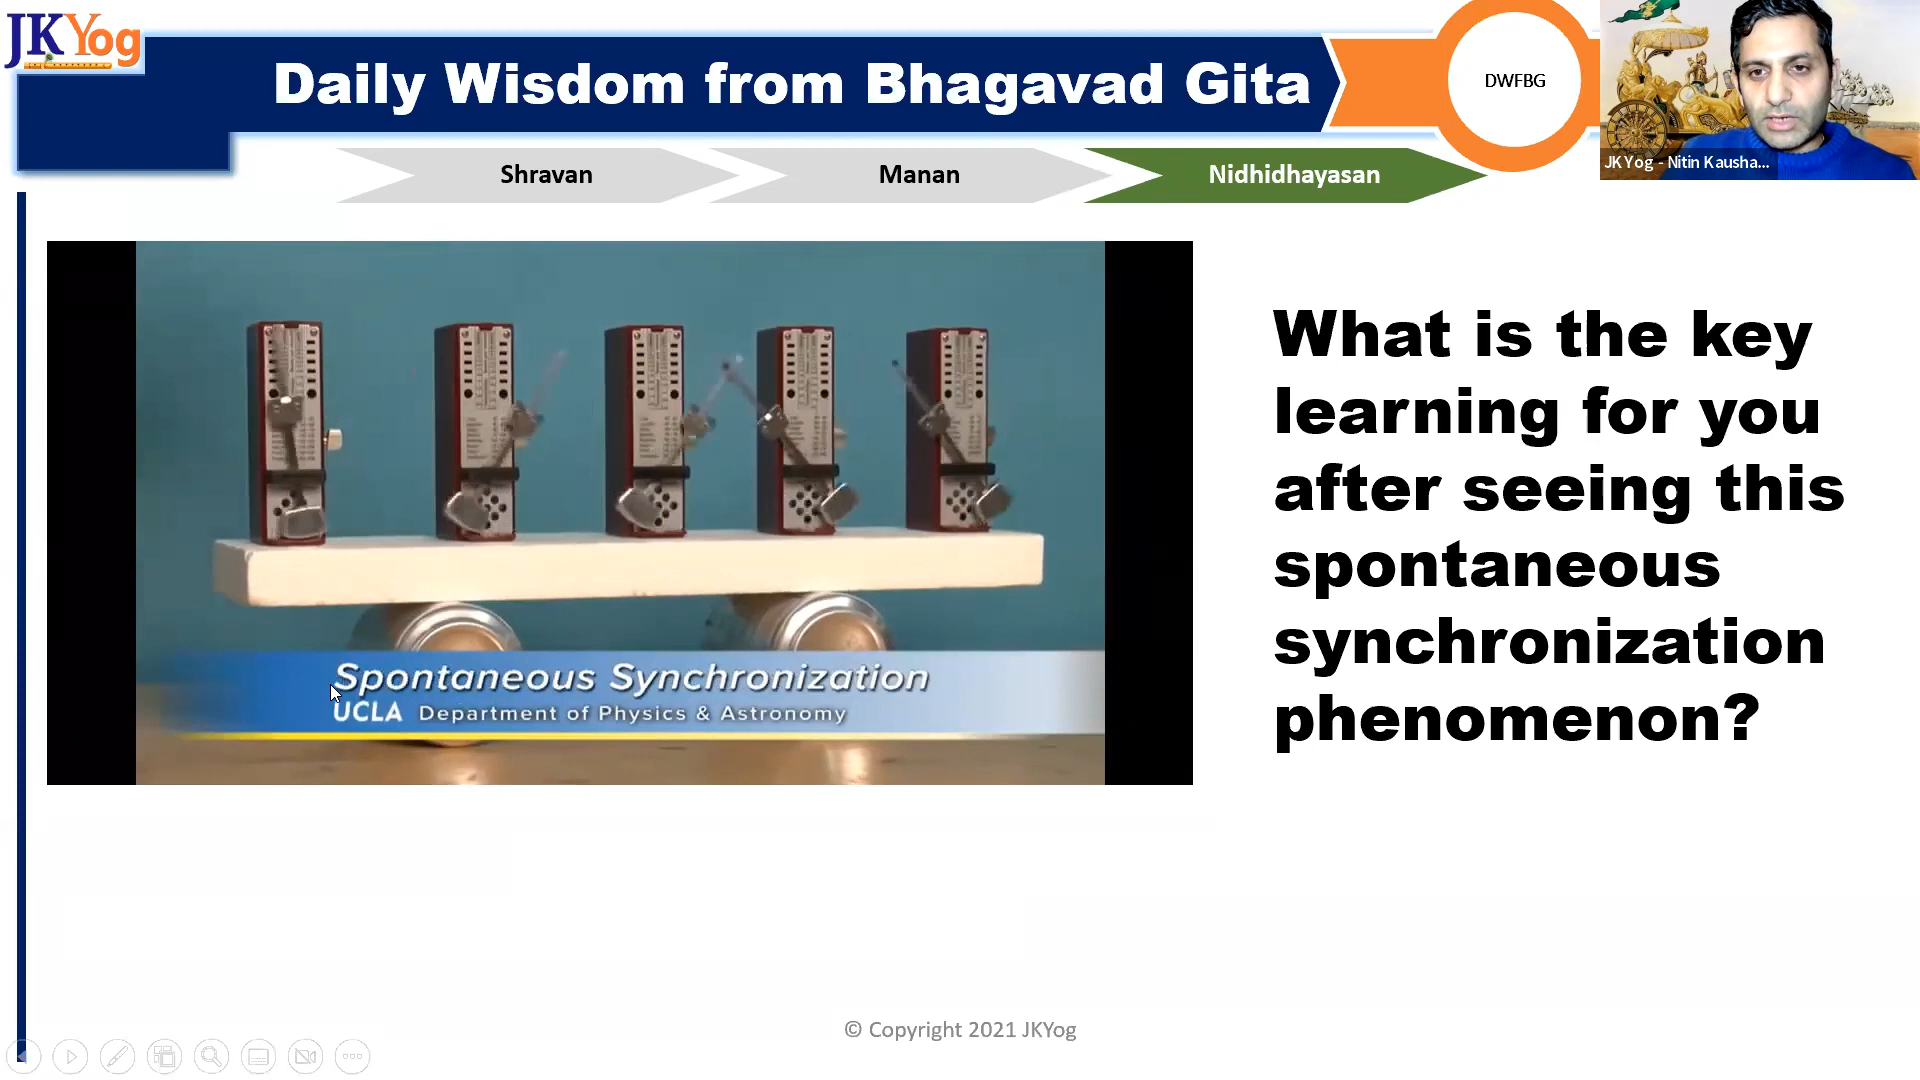 JKYog
Daily Wisdom from Bhagavad Gita
DWFBG
JK Yog - Nitin Kausha...
Shravan
Manan
Nidhidhayasan
What is the key
learning for you
after seeing this
spontaneous
synchronization
phenomenon?
Spontaneous Synchronization
UCLA Department of Physics & Astronomy
© Copyright 2021 JKYog